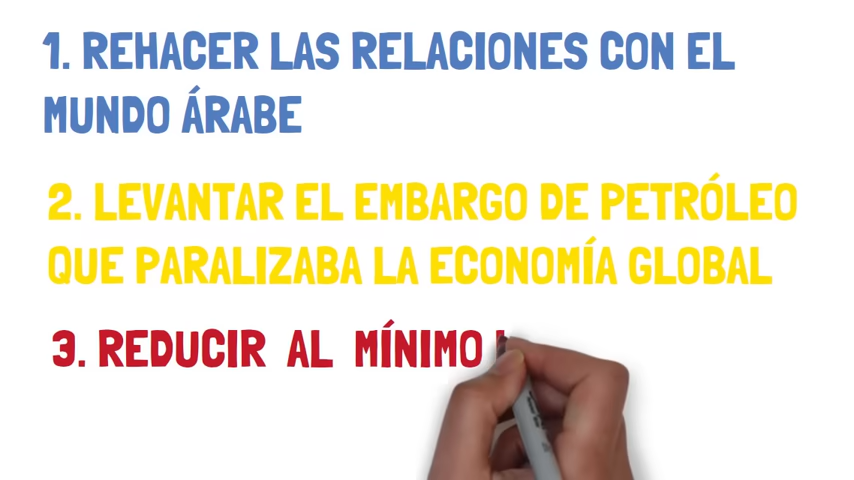 1. REHACER LAS RELACIONES CON EL
MUNDO ÁRABE
2. LEVANTAR EL EMBARGO DE PETRÓLEO
QUE PARALIZABA LA ECONOMÍA GLOBAL
3. REDUCIR AL MÍNIMO